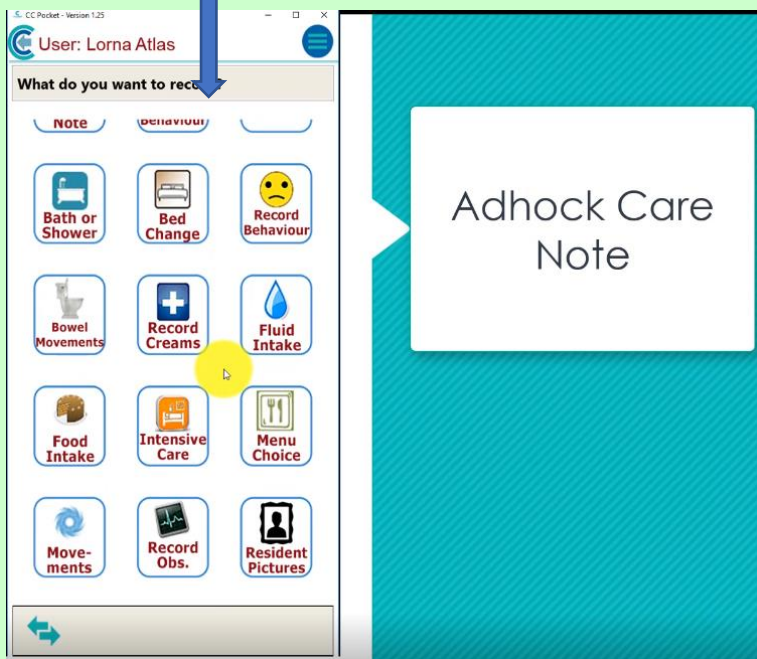 CC Pocket - Version 1.25
User: Lorna Atlas
What do you want to reco
Note
Behaviour
Bath or
Shower
Bed
Change
Record
Behaviour
Bowel
Movements
Record
Creams
Fluid
Intake
Food
Intake
Intensive
Care
Menu
Choice
Move-
ments
Record
Obs.
Resident
Pictures
Adhock Care
Note